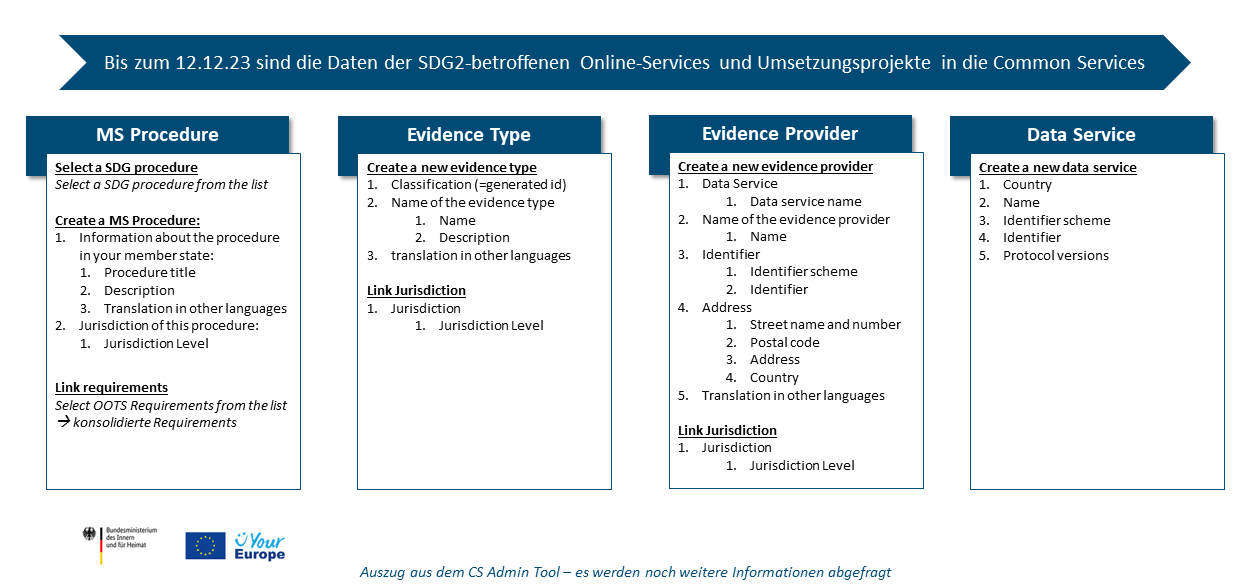 Bis zum 12.12.23 sind die Daten der SDG2-betroffenen Online-Services und Umsetzungsprojekte in die Common Services
MS Procedure
Select a SDG procedure
Select a SDG procedure from the list
Create a MS Procedure:
1. Information about the procedure
in your member state:
1. Procedure title
2. Description
3. Translation in other languages
2. Jurisdiction of this procedure:
1. Jurisdiction Level
Link requirements
Select OOTS Requirements from the list
→ konsolidierte Requirements
Evidence Type
Create a new evidence type
1. Classification (=generated id)
2. Name of the evidence type
1. Name
2. Description
3. translation in other languages
Link Jurisdiction
1. Jurisdiction
1. Jurisdiction Level
Evidence Provider
Create a new evidence provider
1. Data Service
1. Data service name
2. Name of the evidence provider
1. Name
3. Identifier
1. Identifier scheme
2. Identifier
4. Address
1. Street name and number
2. Postal code
3. Address
4. Country
5. Translation in other languages
Link Jurisdiction
1. Jurisdiction
1. Jurisdiction Level
Data Service
Create a new data service
1. Country
2. Name
3. Identifier scheme
4. Identifier
5. Protocol versions
Bundesministerium
des Innern
und für Heimat
Your
Europe
Auszug aus dem CS Admin Tool – es werden noch weitere Informationen abgefragt